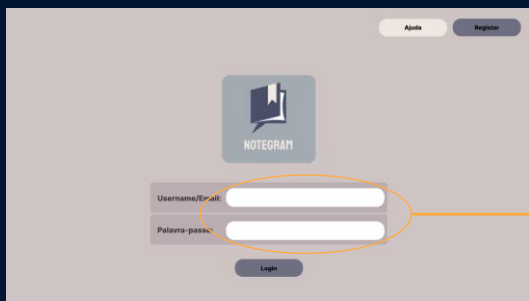 Ajuda
Registar
NOTEGRAM
Username/Email:
Palavra-passe:
Login